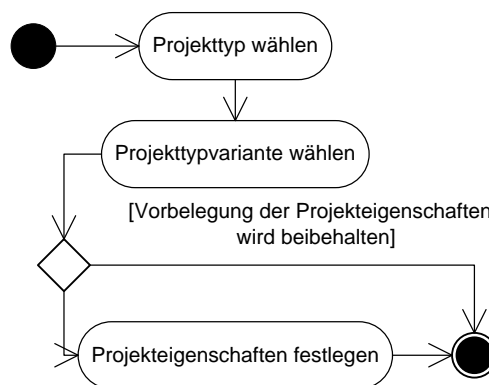 Projekttyp wählen
Projekttypvariante wählen
[Vorbelegung der Projekteigenschaften
wird beibehalten]
Projekteigenschaften festlegen